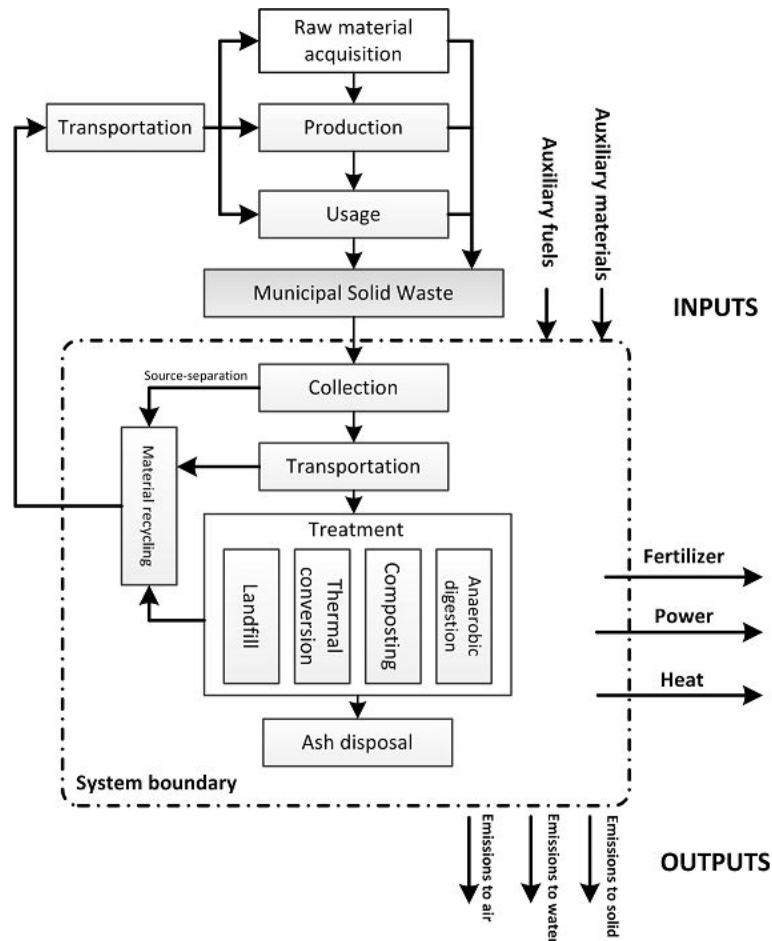 Raw material
acquisition
Transportation
Production
Usage
Auxiliary fuels
Auxiliary materials
Municipal Solid Waste
INPUTS
Source-separation
Collection
Transportation
Material recycling
Treatment
Landfill
Thermal
conversion
Composting
Anaerobic
digestion
Fertilizer
Power
Heat
Ash disposal
System boundary
Emissions to air
Emissions to water
Emissions to solid
OUTPUTS